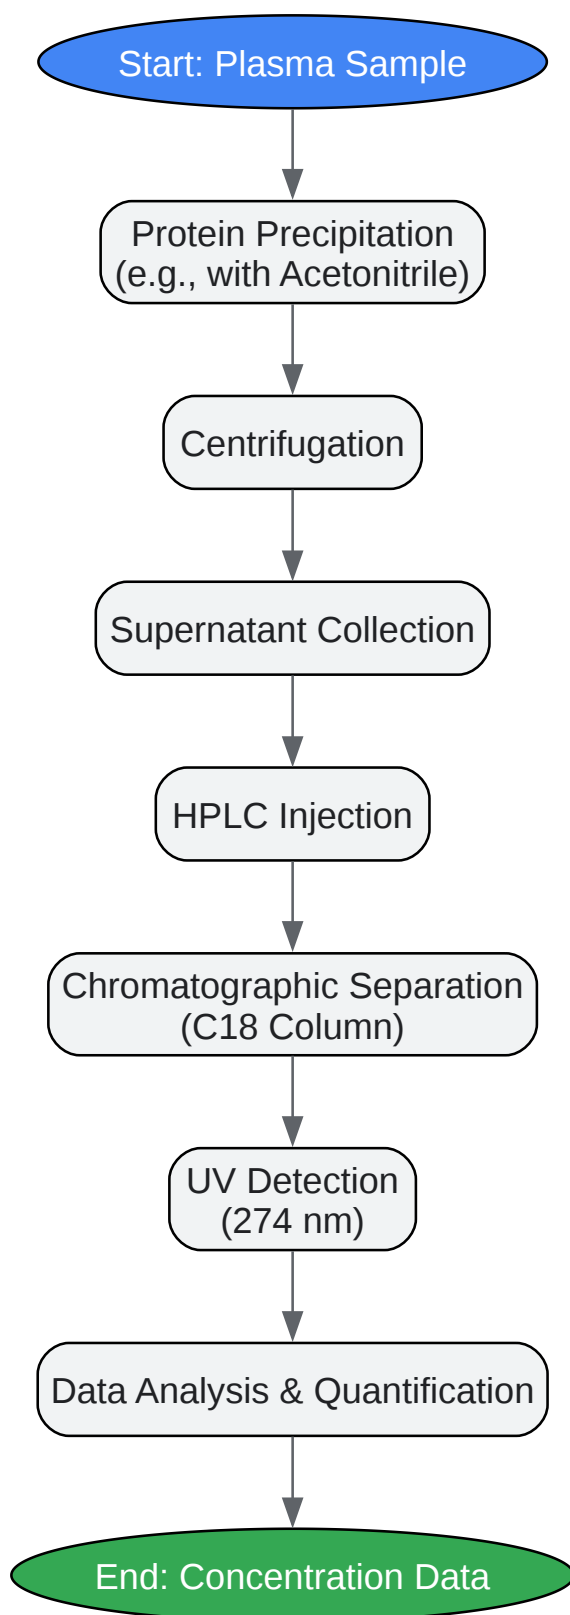 Start: Plasma Sample
Protein Precipitation
(e.g., with Acetonitrile)
Centrifugation
Supernatant Collection
HPLC Injection
Chromatographic Separation
(C18 Column)
UV Detection
(274 nm)
Data Analysis & Quantification
End: Concentration Data